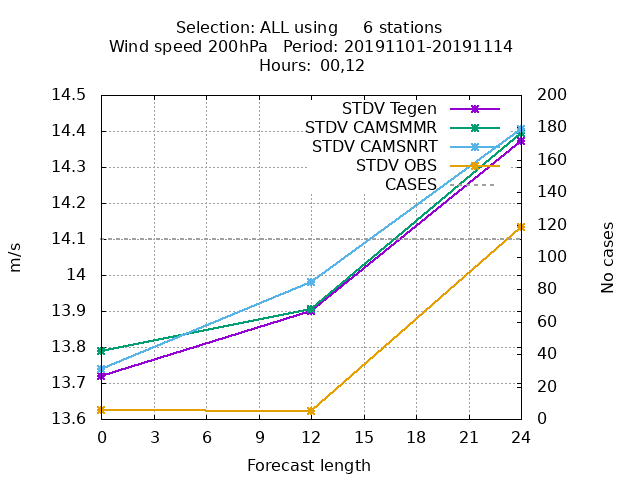 Selection: ALL using     6 stations
Wind speed 200hPa   Period: 20191101-20191114
Hours: 00,12
14.5
14.4
14.3
14.2
14.1
14
13.9
13.8
13.7
13.6
m/s
STDV Tegen
STDV CAMSMMR
STDV CAMSNRT
STDV OBS
CASES
200
180
160
140
120
100
80
60
40
20
0
No cases
0 3 6 9 12 15 18 21 24
Forecast length